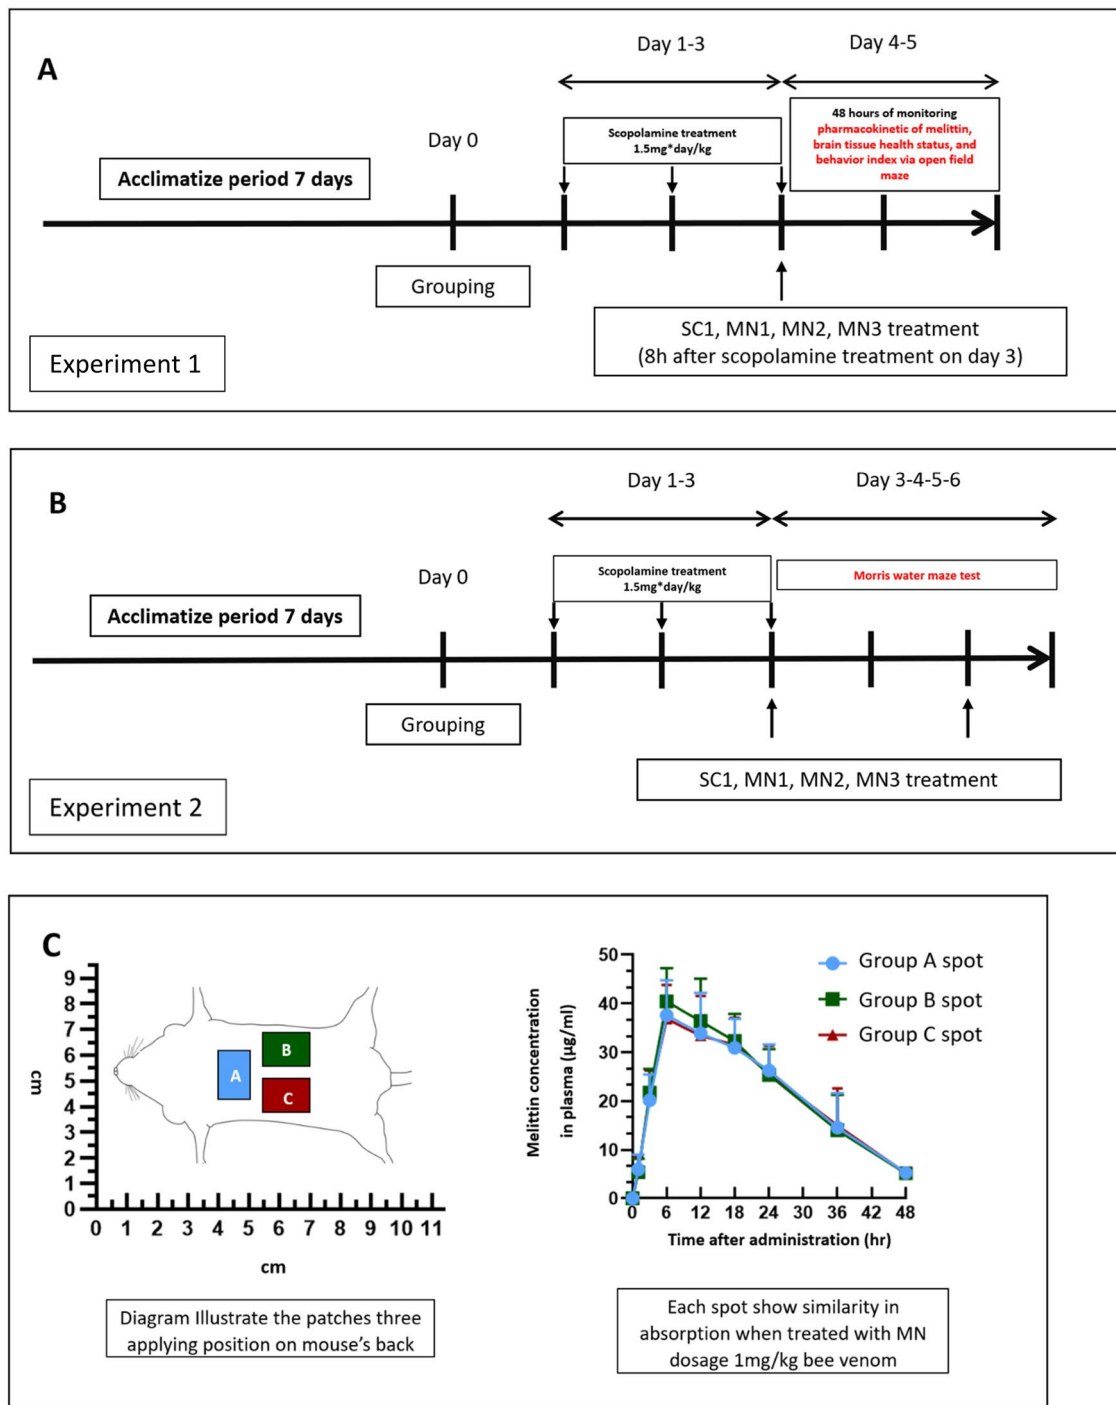 A
Day 1-3
Day 4-5
Day 0
Scopolamine treatment
1.5mg*day/kg
48 hours of monitoring
pharmacokinetic of melittin,
brain tissue health status, and
behavior index via open field
maze
Acclimatize period 7 days
Grouping
SC1, MN1, MN2, MN3 treatment
(8h after scopolamine treatment on day 3)
Experiment 1
B
Day 1-3
Day 3-4-5-6
Day 0
Scopolamine treatment
1.5mg*day/kg
Morris water maze test
Acclimatize period 7 days
Grouping
SC1, MN1, MN2, MN3 treatment
Experiment 2
C
9
8
7
6
5
4
3
2
1
0
cm
A
B
C
0 1 2 3 4 5 6 7 8 9 10 11
cm
Diagram Illustrate the patches three
applying position on mouse's back
Melittin concentration
in plasma (µg/ml)
50
40
30
20
10
0
0 6 12 18 24 30 36 42 48
Time after administration (hr)
Group A spot
Group B spot
Group C spot
Each spot show similarity in
absorption when treated with MN
dosage 1mg/kg bee venom